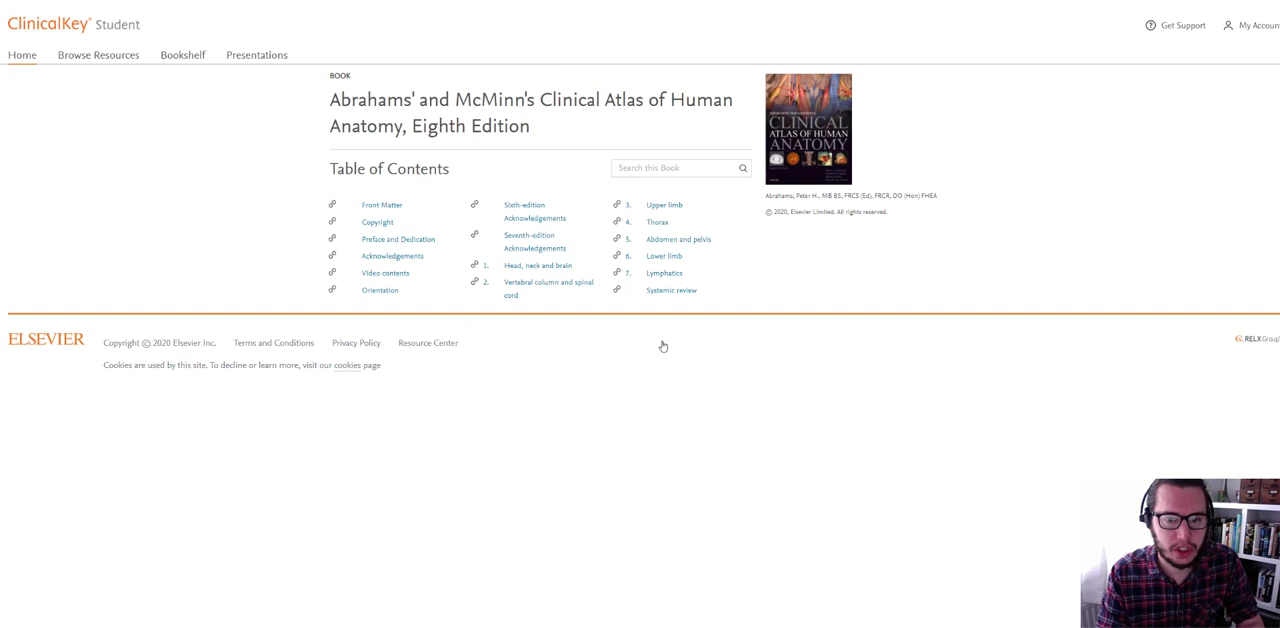 ClinicalKey® Student
Get Support
My Accoun
Home
Browse Resources
Bookshelf
Presentations
BOOK
Abrahams' and McMinn's Clinical Atlas of Human
Anatomy, Eighth Edition
Table of Contents
Search this Book
Front Matter
Copyright
Preface and Dedication
Acknowledgements
Video contents
Orientation
Sixth-edition
Acknowledgements
Seventh-edition
Acknowledgements
1. Head, neck and brain
2. Vertebral column and spinal
cord
3. Upper limb
4. Thorax
5. Abdomen and pelvis
6. Lower limb
7. Lymphatics
Systemic review
CLINICAL
ATLAS OF HUMAN
ANATOMY
Abrahams, Peter H., MB BS, FRCS (Ed), FRCR, DO (Hon) FHEA
© 2020, Elsevier Limited. All rights reserved.
ELSEVIER
Copyright © 2020 Elsevier Inc.
Terms and Conditions
Privacy Policy
Resource Center
RELX Group™
Cookies are used by this site. To decline or learn more, visit our cookies page